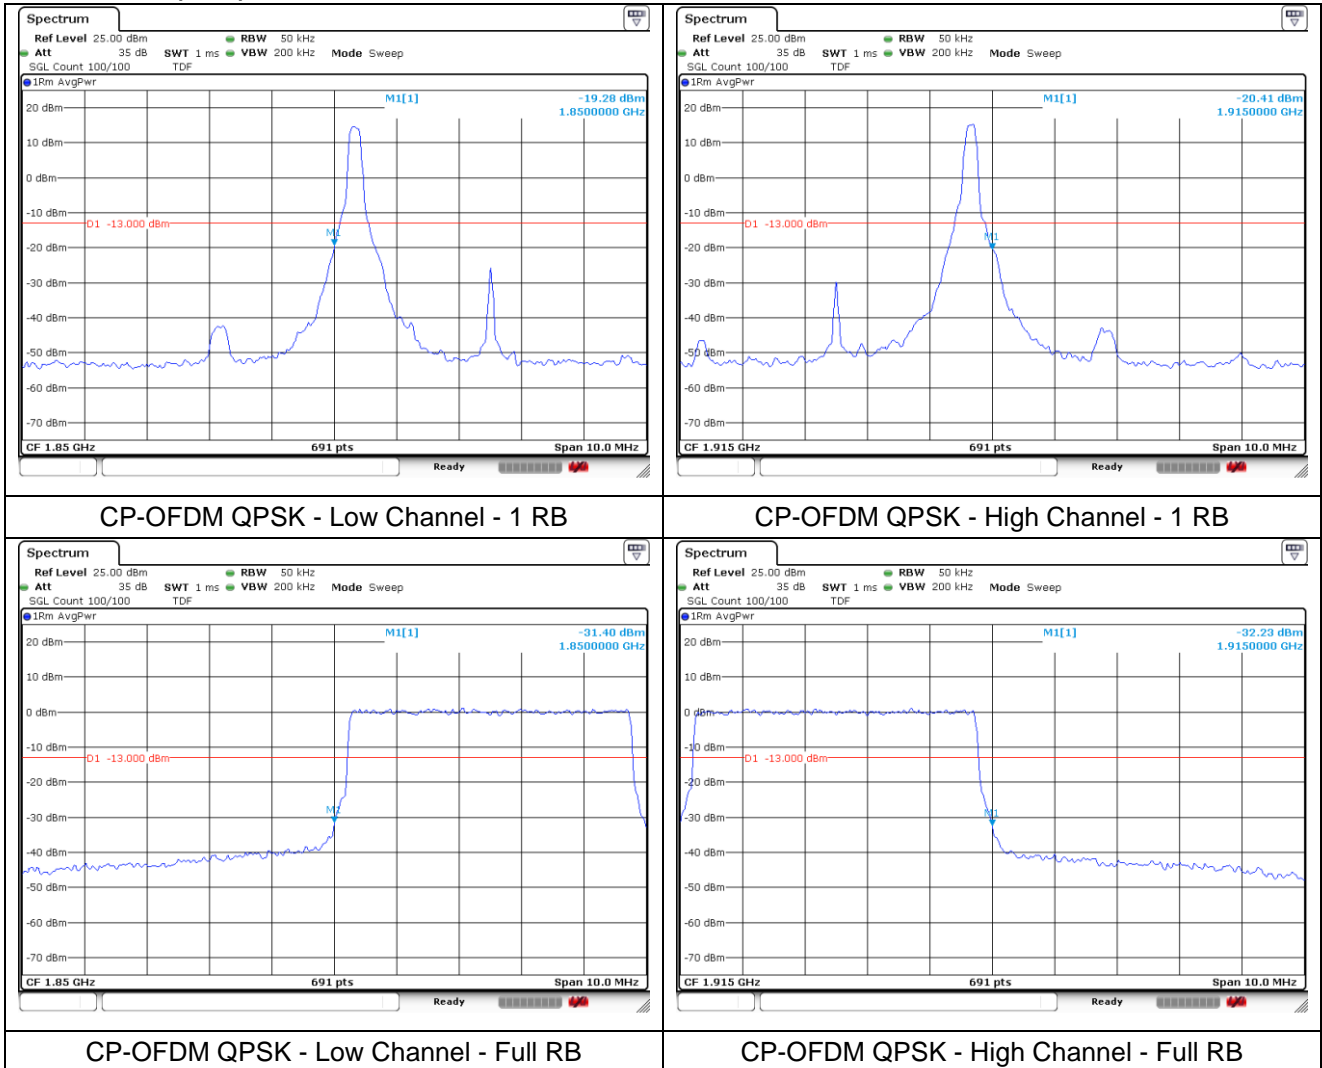 Spectrum
Ref Level 25.00 dBm RBW 50 kHz
Att 35 dB SWT 1 ms VBW 200 kHz Mode Sweep
SGL Count 100/100 TDF
1Rm AvgPwr
M1[1] -19.28 dBm
1.8500000 GHz
20 dBm
10 dBm
0 dBm
-10 dBm
D1 -13.000 dBm
M1
-20 dBm
-30 dBm
-40 dBm
-50 dBm
-60 dBm
-70 dBm
CF 1.85 GHz 691 pts Span 10.0 MHz
Ready
CP-OFDM QPSK - Low Channel - 1 RB
Spectrum
Ref Level 25.00 dBm RBW 50 kHz
Att 35 dB SWT 1 ms VBW 200 kHz Mode Sweep
SGL Count 100/100 TDF
1Rm AvgPwr
M1[1] -20.41 dBm
1.9150000 GHz
20 dBm
10 dBm
0 dBm
-10 dBm
D1 -13.000 dBm
M1
-20 dBm
-30 dBm
-40 dBm
-50 dBm
-60 dBm
-70 dBm
CF 1.915 GHz 691 pts Span 10.0 MHz
Ready
CP-OFDM QPSK - High Channel - 1 RB
Spectrum
Ref Level 25.00 dBm RBW 50 kHz
Att 35 dB SWT 1 ms VBW 200 kHz Mode Sweep
SGL Count 100/100 TDF
1Rm AvgPwr
M1[1] -31.40 dBm
1.8500000 GHz
20 dBm
10 dBm
0 dBm
-10 dBm
D1 -13.000 dBm
-20 dBm
M1
-30 dBm
-40 dBm
-50 dBm
-60 dBm
-70 dBm
CF 1.85 GHz 691 pts Span 10.0 MHz
Ready
CP-OFDM QPSK - Low Channel - Full RB
Spectrum
Ref Level 25.00 dBm RBW 50 kHz
Att 35 dB SWT 1 ms VBW 200 kHz Mode Sweep
SGL Count 100/100 TDF
1Rm AvgPwr
M1[1] -32.23 dBm
1.9150000 GHz
20 dBm
10 dBm
0 dBm
-10 dBm
D1 -13.000 dBm
-20 dBm
M1
-30 dBm
-40 dBm
-50 dBm
-60 dBm
-70 dBm
CF 1.915 GHz 691 pts Span 10.0 MHz
Ready
CP-OFDM QPSK - High Channel - Full RB